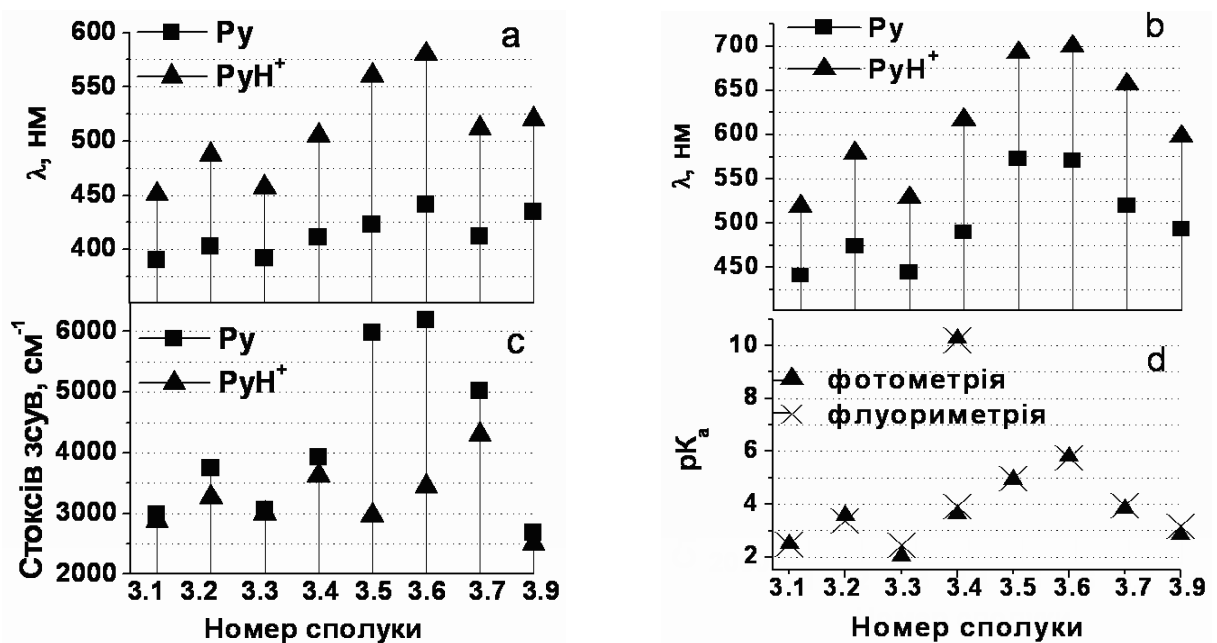 a
Py
PyH⁺
600
550
500
450
400
λ, нм
b
Py
PyH⁺
700
650
600
550
500
450
λ, нм
c
Py
PyH⁺
6000
5000
4000
3000
2000
Стоксів зсув, см⁻¹
3.1 3.2 3.3 3.4 3.5 3.6 3.7 3.9
Номер сполуки
d
фотометрія
флуориметрія
10
8
6
4
2
pKₐ
3.1 3.2 3.3 3.4 3.5 3.6 3.7 3.9
Номер сполуки